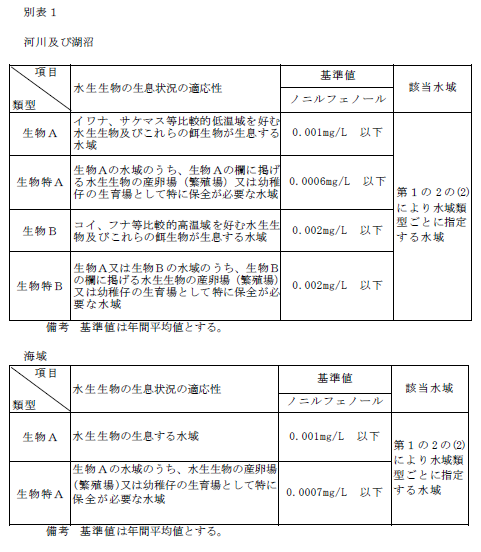 別表１
河川及び湖沼
項目
類型
水生生物の生息状況の適応性
基準値
ノニルフェノール
該当水域
生物Ａ
イワナ、サケマス等比較的低温域を好む
水生生物及びこれらの餌生物が生息する
水域
0.001mg/L 以下
生物特Ａ
生物Ａの水域のうち、生物Ａの欄に掲げ
る水生生物の産卵場（繁殖場）又は幼稚
仔の生育場として特に保全が必要な水域
0.0006mg/L 以下
生物Ｂ
コイ、フナ等比較的高温域を好む水生生
物及びこれらの餌生物が生息する水域
0.002mg/L 以下
生物特Ｂ
生物Ａ又は生物Ｂの水域のうち、生物Ｂ
の欄に掲げる水生生物の産卵場（繁殖場）
又は幼稚仔の生育場として特に保全が必
要な水域
0.002mg/L 以下
第１の２の(2)
により水域類
型ごとに指定
する水域
備考 基準値は年間平均値とする。
海域
項目
類型
水生生物の生息状況の適応性
基準値
ノニルフェノール
該当水域
生物Ａ
水生生物の生息する水域
0.001mg/L 以下
生物特Ａ
生物Ａの水域のうち、水生生物の産卵場
（繁殖場）又は幼稚仔の生育場として特に
保全が必要な水域
0.0007mg/L 以下
第１の２の(2)
により水域類
型ごとに指定
する水域
備考 基準値は年間平均値とする。